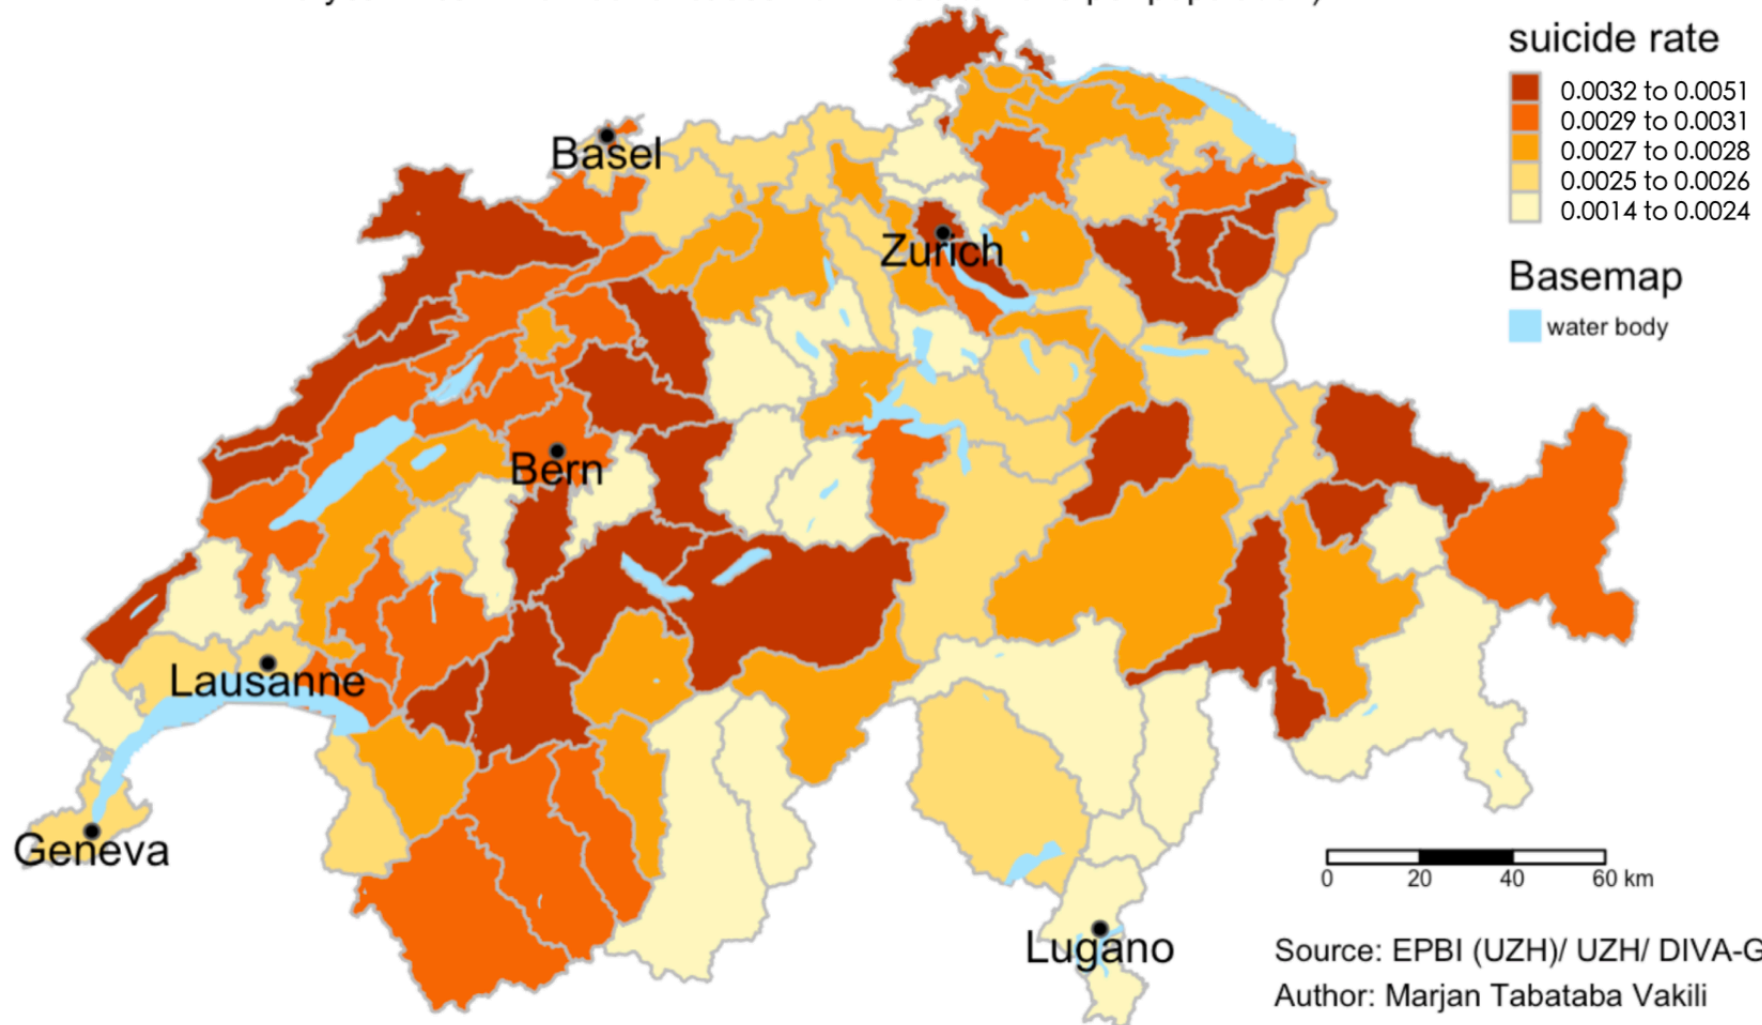 suicide rate
0.0032 to 0.0051
0.0029 to 0.0031
0.0027 to 0.0028
0.0025 to 0.0026
0.0014 to 0.0024
Basemap
water body
Basel
Zurich
Bern
Lausanne
Geneva
Lugano
0 20 40 60 km
Source: EPBI (UZH)/ UZH/ DIVA-G
Author: Marjan Tabataba Vakili